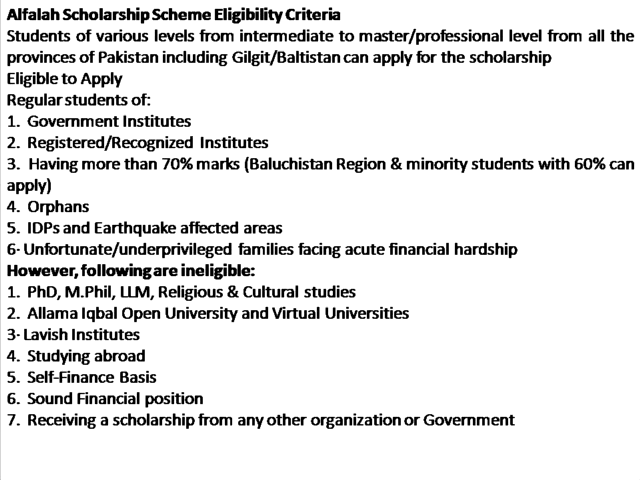 Alfalah Scholarship Scheme Eligibility Criteria
Students of various levels from intermediate to master/professional level from all the
provinces of Pakistan including Gilgit/Baltistan can apply for the scholarship
Eligible to Apply
Regular students of:
1. Government Institutes
2. Registered/Recognized Institutes
3. Having more than 70% marks (Baluchistan Region & minority students with 60% can
apply)
4. Orphans
5. IDPs and Earthquake affected areas
6· Unfortunate/underprivileged families facing acute financial hardship
However, following are ineligible:
1. PhD, M.Phil, LLM, Religious & Cultural studies
2. Allama Iqbal Open University and Virtual Universities
3· Lavish Institutes
4. Studying abroad
5. Self-Finance Basis
6. Sound Financial position
7. Receiving a scholarship from any other organization or Government